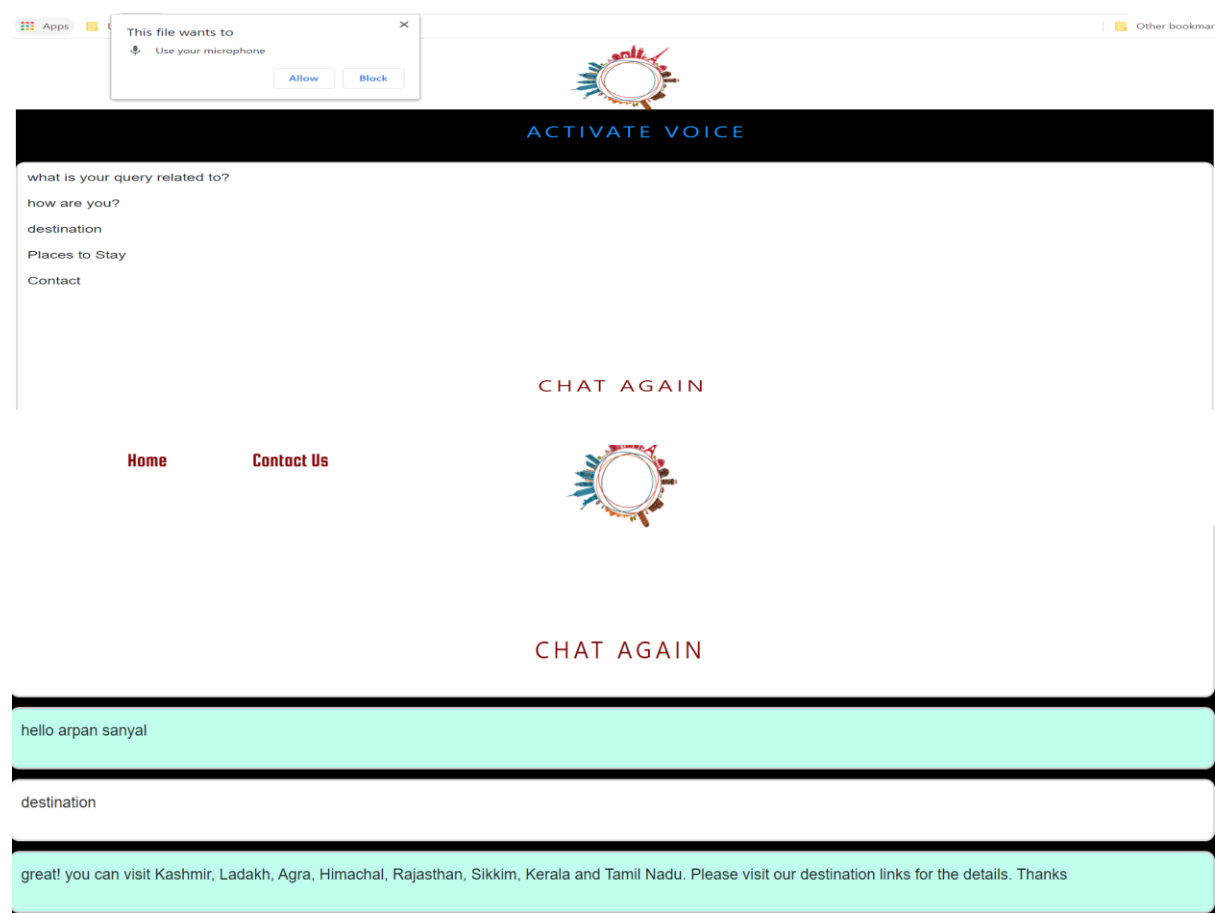 Apps
This file wants to
Use your microphone
Allow Block
Other bookmar
ACTIVATE VOICE
what is your query related to?
how are you?
destination
Places to Stay
Contact
CHAT AGAIN
Home Contact Us
CHAT AGAIN
hello arpan sanyal
destination
great! you can visit Kashmir, Ladakh, Agra, Himachal, Rajasthan, Sikkim, Kerala and Tamil Nadu. Please visit our destination links for the details. Thanks